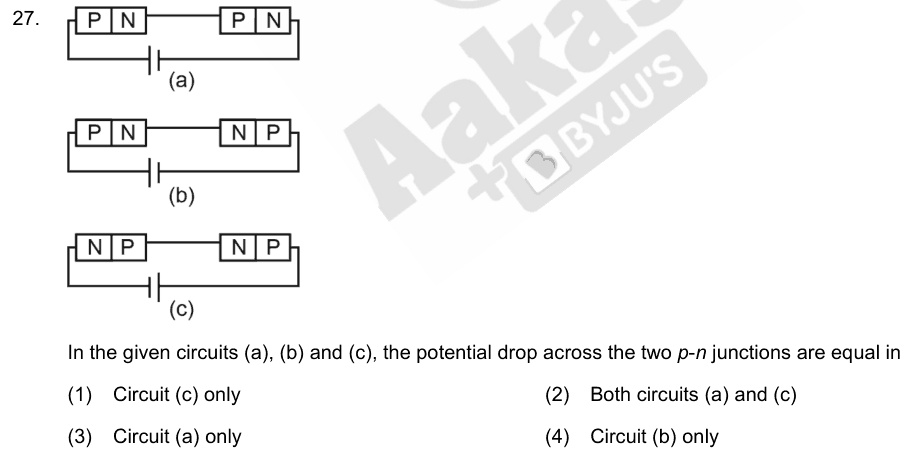 27.
P N P N
(a)
P N N P
(b)
N P N P
(c)
Aakas
+B BYJU'S
In the given circuits (a), (b) and (c), the potential drop across the two p-n junctions are equal in
(1) Circuit (c) only (2) Both circuits (a) and (c)
(3) Circuit (a) only (4) Circuit (b) only